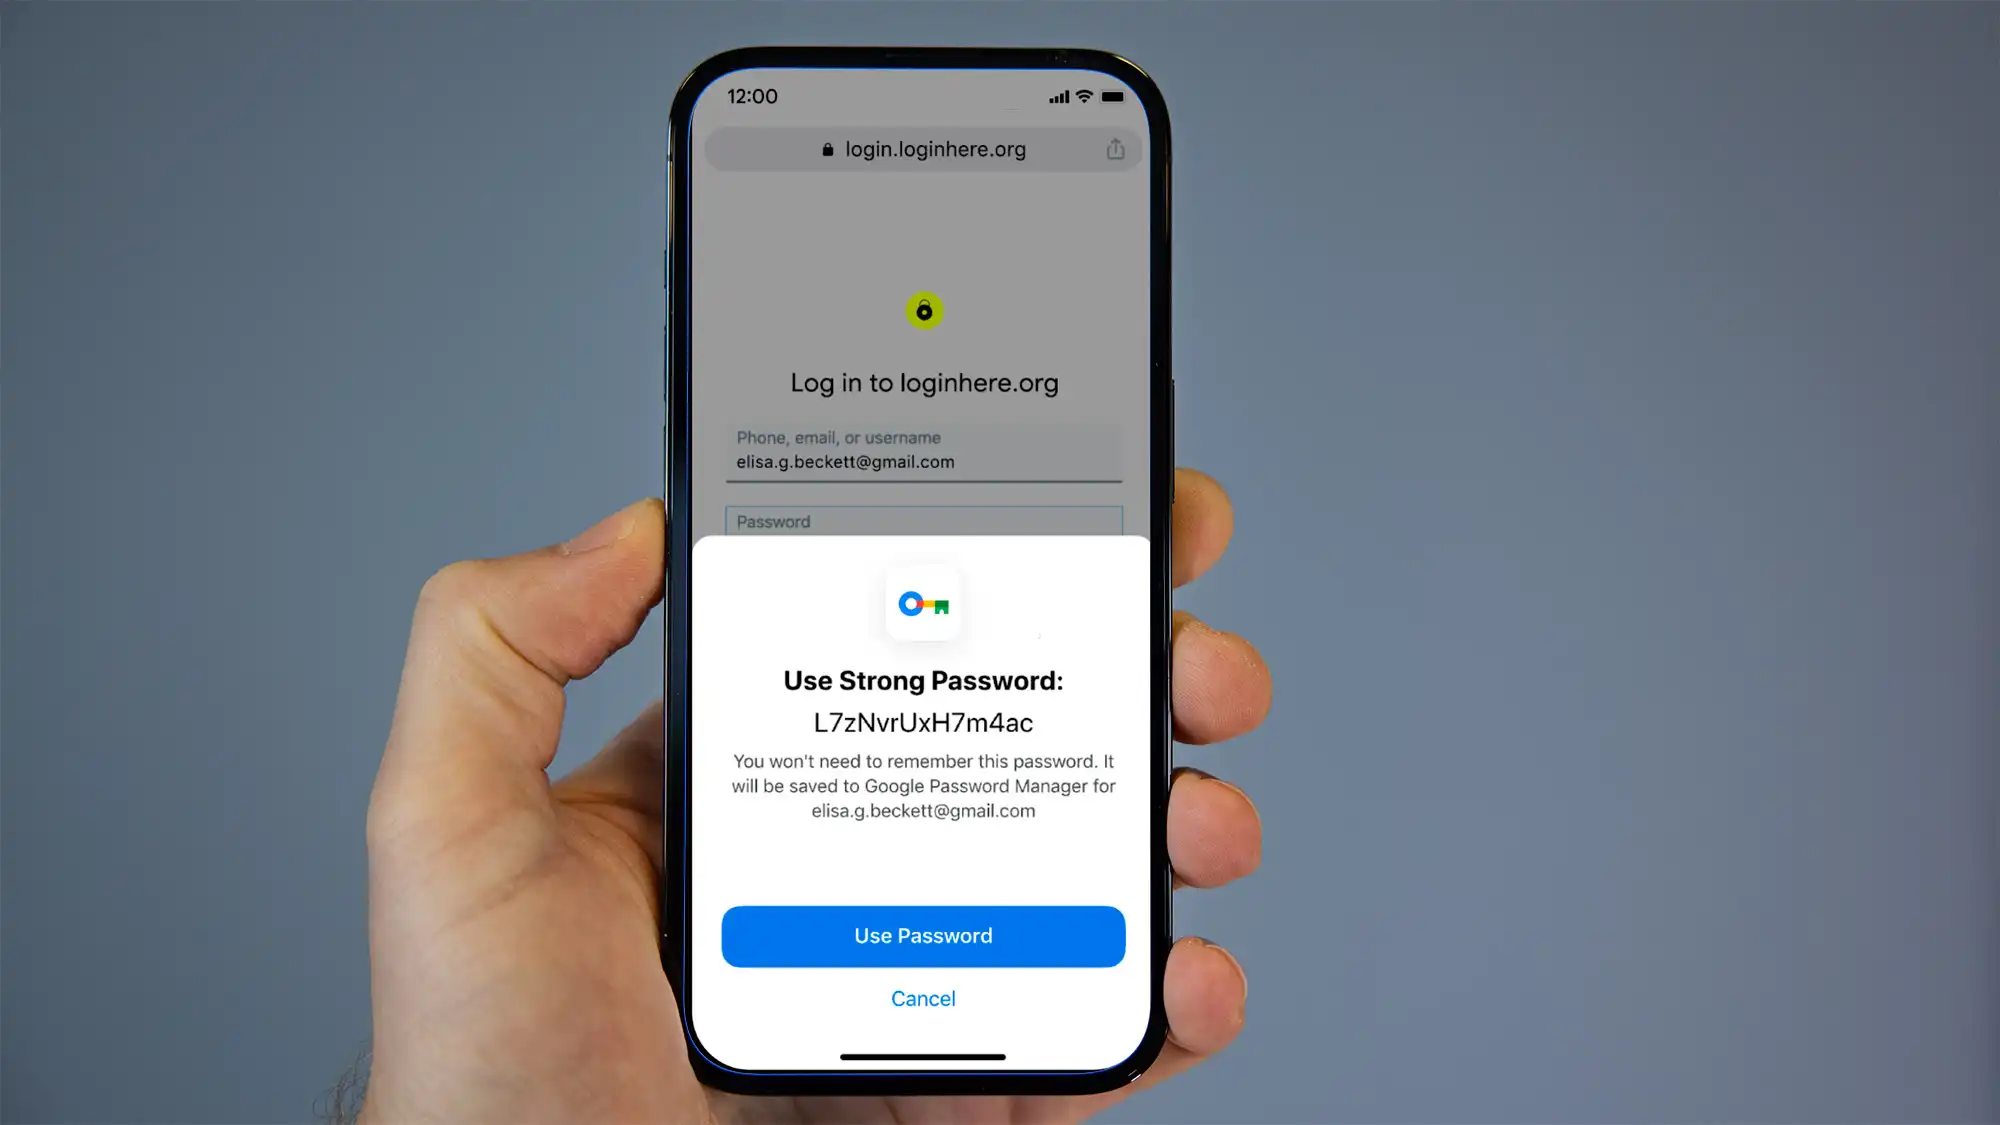 12:00
login.loginhere.org
Log in to loginhere.org
Phone, email, or username
elisa.g.beckett@gmail.com
Password
Use Strong Password:
L7zNvrUxH7m4ac
You won't need to remember this password. It
will be saved to Google Password Manager for
elisa.g.beckett@gmail.com
Use Password
Cancel